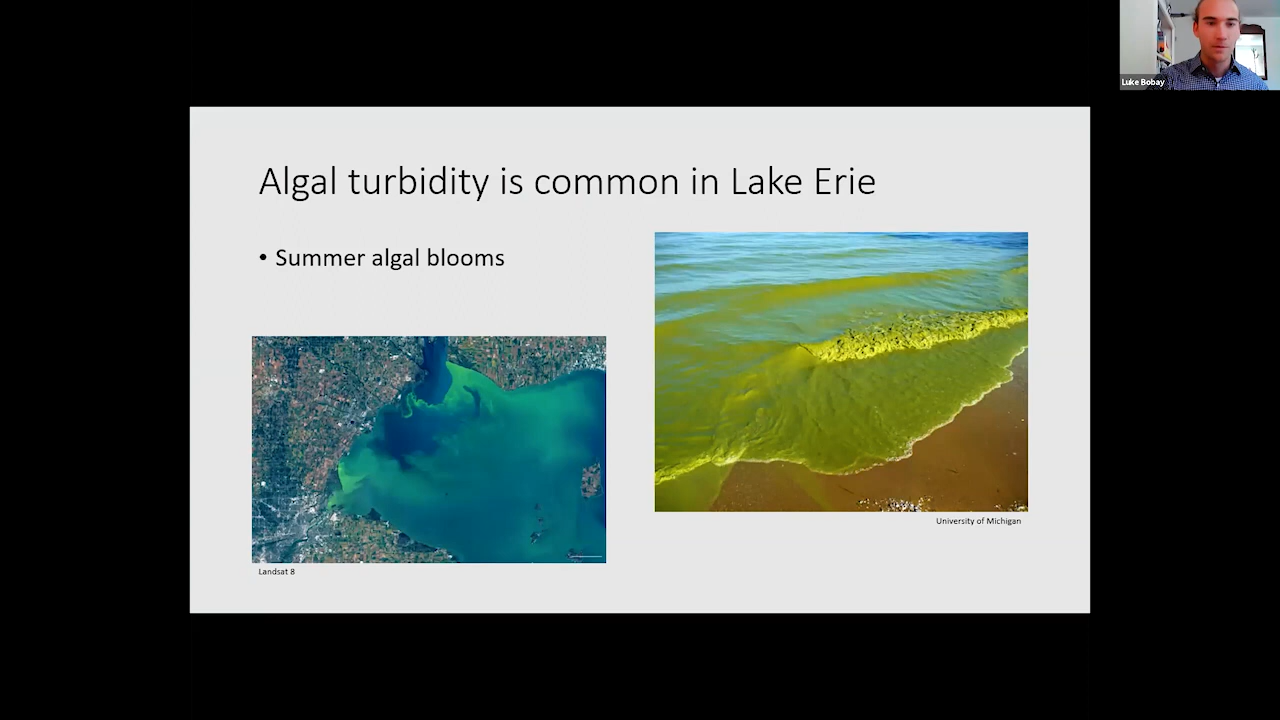 Luke Bobay
Algal turbidity is common in Lake Erie
• Summer algal blooms
University of Michigan
Landsat 8